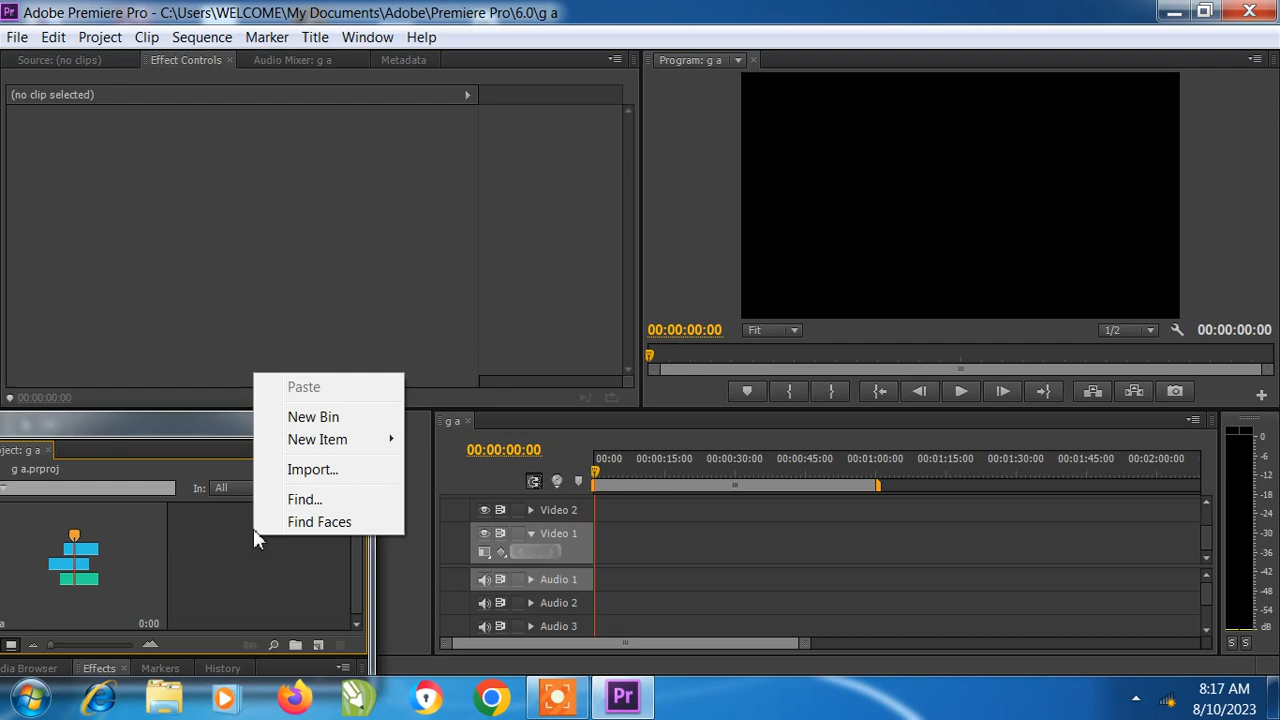 Pr Adobe Premiere Pro - C:\Users\WELCOME\My Documents\Adobe\Premiere Pro\6.0\g a
File Edit Project Clip Sequence Marker Title Window Help
Source: (no clips) Effect Controls Audio Mixer: g a Metadata
Program: g a
(no clip selected)
00:00:00:00 Fit 1/2 00:00:00:00
00:00:00:00
Paste
New Bin
New Item
Import...
Find...
Find Faces
ject: g a
g a.prproj
In: All
a 0:00
dia Browser Effects Markers History
g a
00:00:00:00
00:00 00:00:15:00 00:00:30:00 00:00:45:00 00:01:00:00 00:01:15:00 00:01:30:00 00:01:45:00 00:02:00:00
Video 2
Video 1
Audio 1
Audio 2
Audio 3
0
-6
-12
-18
-24
-30
-36
-42
-48
-54
dB
S S
Pr
8:17 AM
8/10/2023